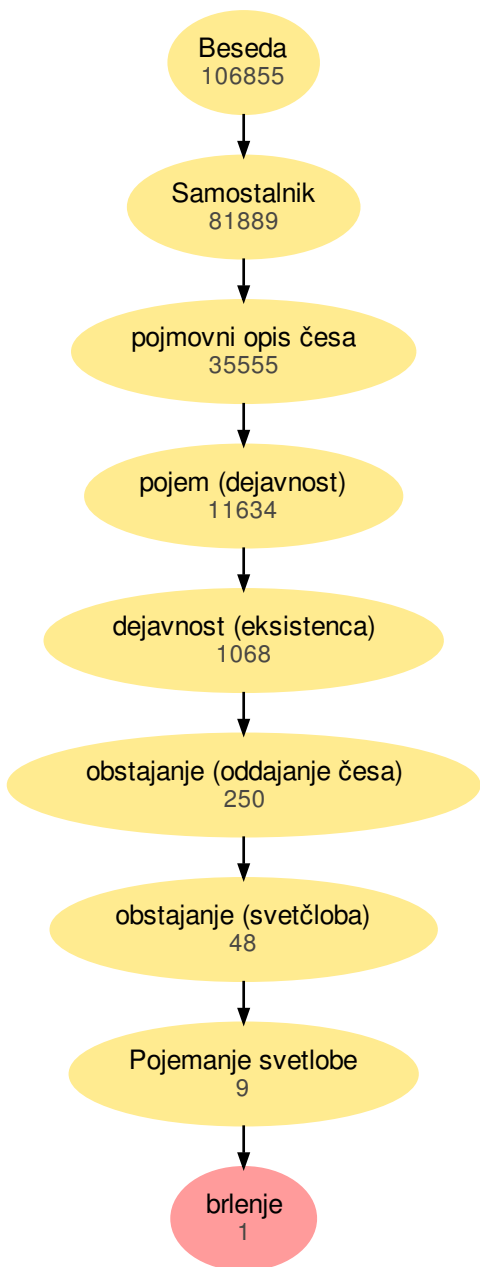 Beseda
106855
Samostalnik
81889
pojmovni opis česa
35555
pojem (dejavnost)
11634
dejavnost (eksistenca)
1068
obstajanje (oddajanje česa)
250
obstajanje (svetčloba)
48
Pojemanje svetlobe
9
brlenje
1